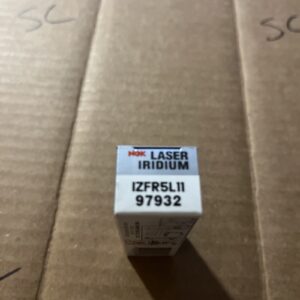 SC
SC
NGK LASER
IRIDIUM
IZFR5L11
97932